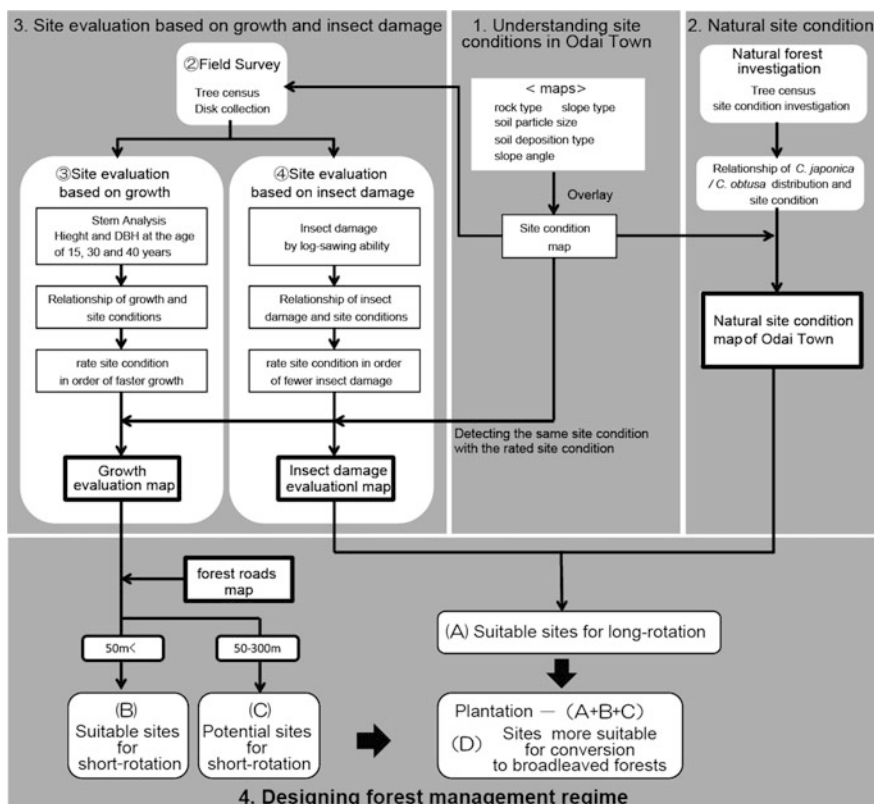 3. Site evaluation based on growth and insect damage
②Field Survey
Tree census
Disk collection
③Site evaluation
based on growth
Stem Analysis
Hieght and DBH at the age
of 15, 30 and 40 years
Relationship of growth and
site conditions
rate site condition
in order of faster growth
Growth
evaluation map
④Site evaluation
based on insect damage
Insect damage
by log-sawing ability
Relationship of insect
damage and site conditions
rate site condition in order
of fewer insect damage
Insect damage
evaluationl map
1. Understanding site
conditions in Odai Town
< maps>
rock type slope type
soil particle size
soil deposition type
slope angle
Overlay
Site condition
map
Detecting the same site condition
with the rated site condition
2. Natural site condition
Natural forest
investigation
Tree census
site condition investigation
Relationship of C. japonica
/ C. obtusa distribution and
site condition
Natural site condition
map of Odai Town
forest roads
map
50m<
50-300m
(B)
Suitable sites
for
short-rotation
(C)
Potential sites
for
short-rotation
(A) Suitable sites for long-rotation
Plantation － (A+B+C)
(D) Sites more suitable
for conversion
to broadleaved forests
4. Designing forest management regime